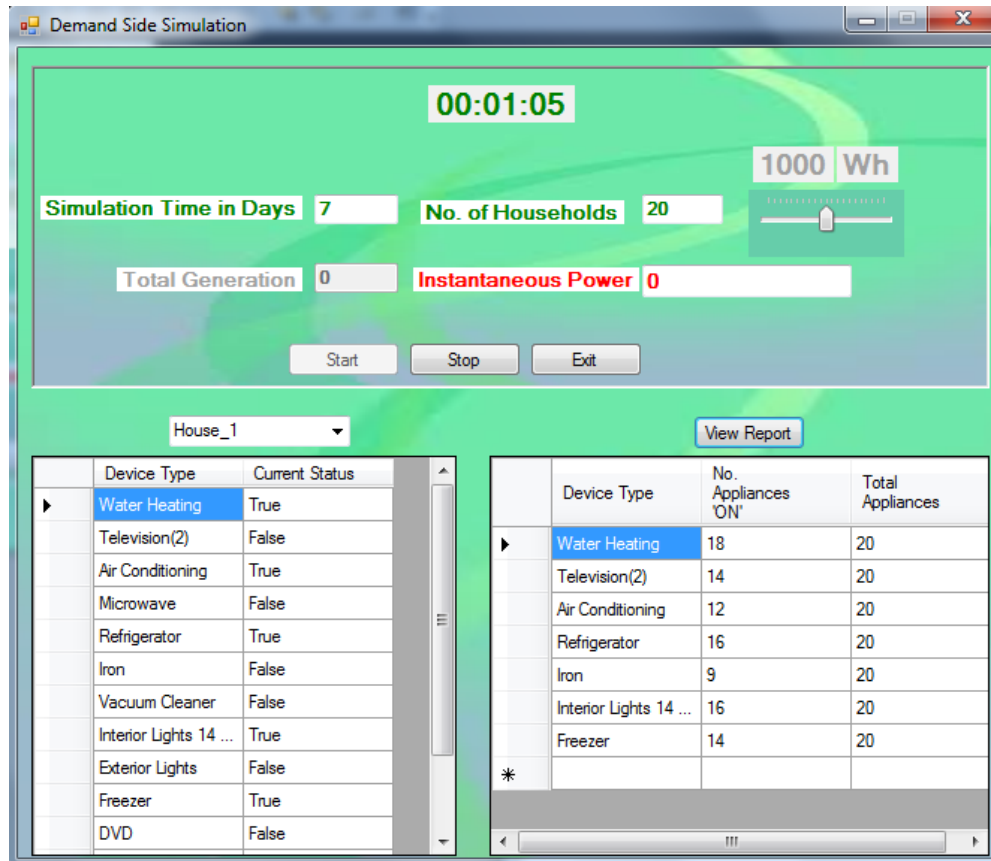 Demand Side Simulation
00:01:05
1000 Wh
Simulation Time in Days 7 No. of Households 20
Total Generation 0 Instantaneous Power 0
Start Stop Exit
House_1 View Report
Device Type Current Status
Water Heating True
Television(2) False
Air Conditioning True
Microwave False
Refrigerator True
Iron False
Vacuum Cleaner False
Interior Lights 14 ... True
Exterior Lights False
Freezer True
DVD False
Device Type No. Appliances 'ON' Total Appliances
Water Heating 18 20
Television(2) 14 20
Air Conditioning 12 20
Refrigerator 16 20
Iron 9 20
Interior Lights 14 ... 16 20
Freezer 14 20